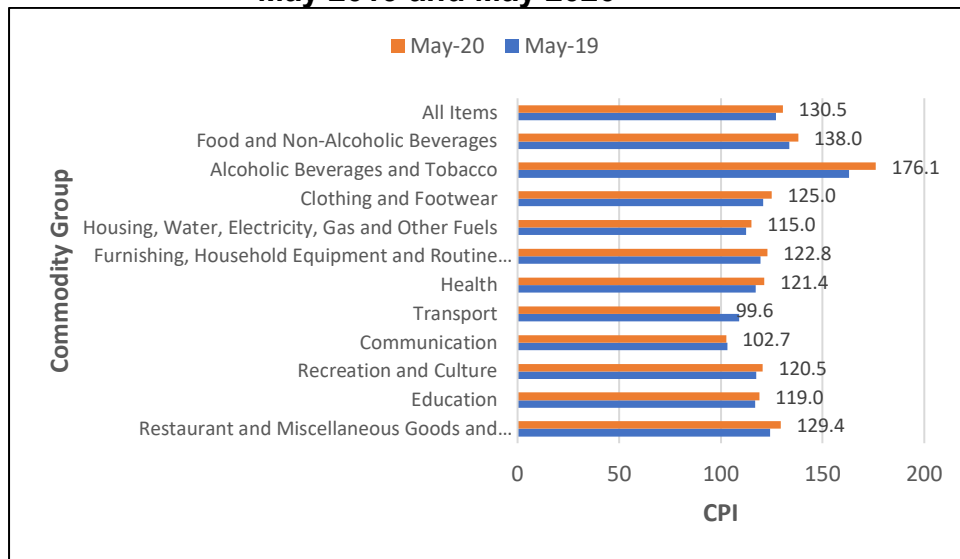 May-20 May-19
All Items 130.5
Food and Non-Alcoholic Beverages 138.0
Alcoholic Beverages and Tobacco 176.1
Clothing and Footwear 125.0
Housing, Water, Electricity, Gas and Other Fuels 115.0
Furnishing, Household Equipment and Routine... 122.8
Health 121.4
Transport 99.6
Communication 102.7
Recreation and Culture 120.5
Education 119.0
Restaurant and Miscellaneous Goods and... 129.4
Commodity Group
0 50 100 150 200
CPI